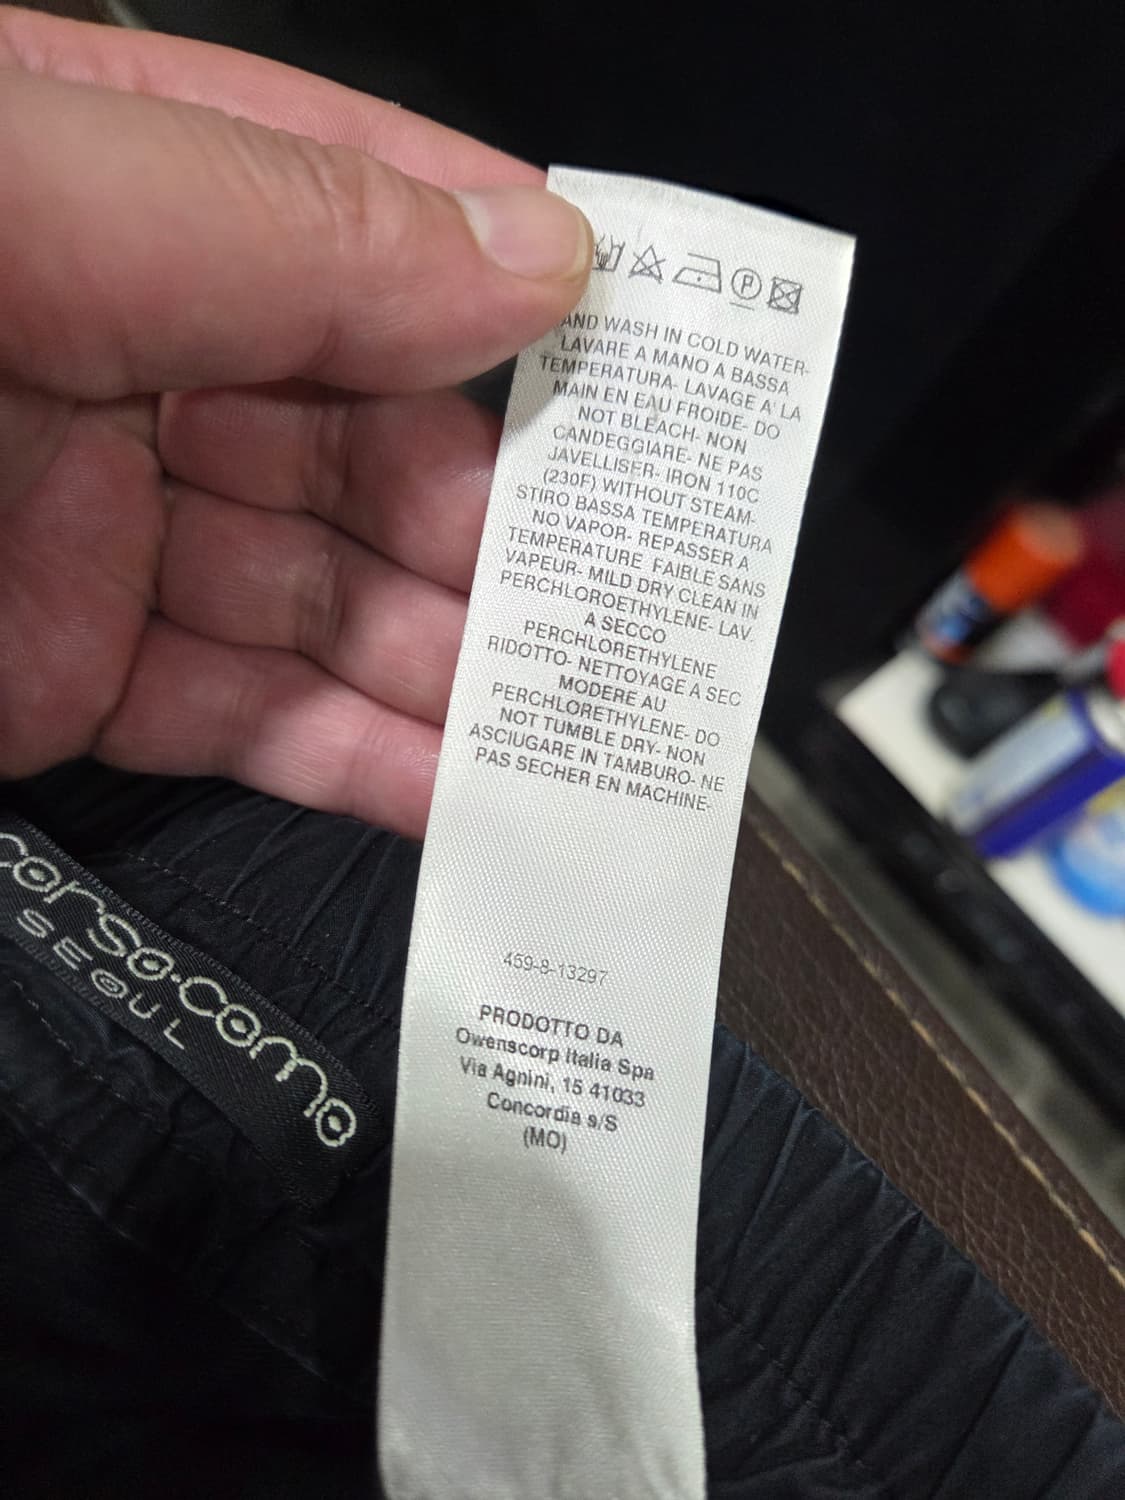 AND WASH IN COLD WATER-
LAVARE A MANO A BASSA
TEMPERATURA- LAVAGE A' LA
MAIN EN EAU FROIDE- DO
NOT BLEACH- NON
CANDEGGIARE- NE PAS
JAVELLISER- IRON 110C
(230F) WITHOUT STEAM-
STIRO BASSA TEMPERATURA
NO VAPOR- REPASSER A
TEMPERATURE FAIBLE SANS
VAPEUR- MILD DRY CLEAN IN
PERCHLOROETHYLENE- LAV.
A SECCO
PERCHLORETHYLENE
RIDOTTO- NETTOYAGE A SEC
MODERE AU
PERCHLORETHYLENE- DO
NOT TUMBLE DRY- NON
ASCIUGARE IN TAMBURO- NE
PAS SECHER EN MACHINE-
459-8-13297
PRODOTTO DA
Owenscorp Italia Spa
Via Agnini, 15 41033
Concordia s/S
(MO)
corso.como
SEOUL